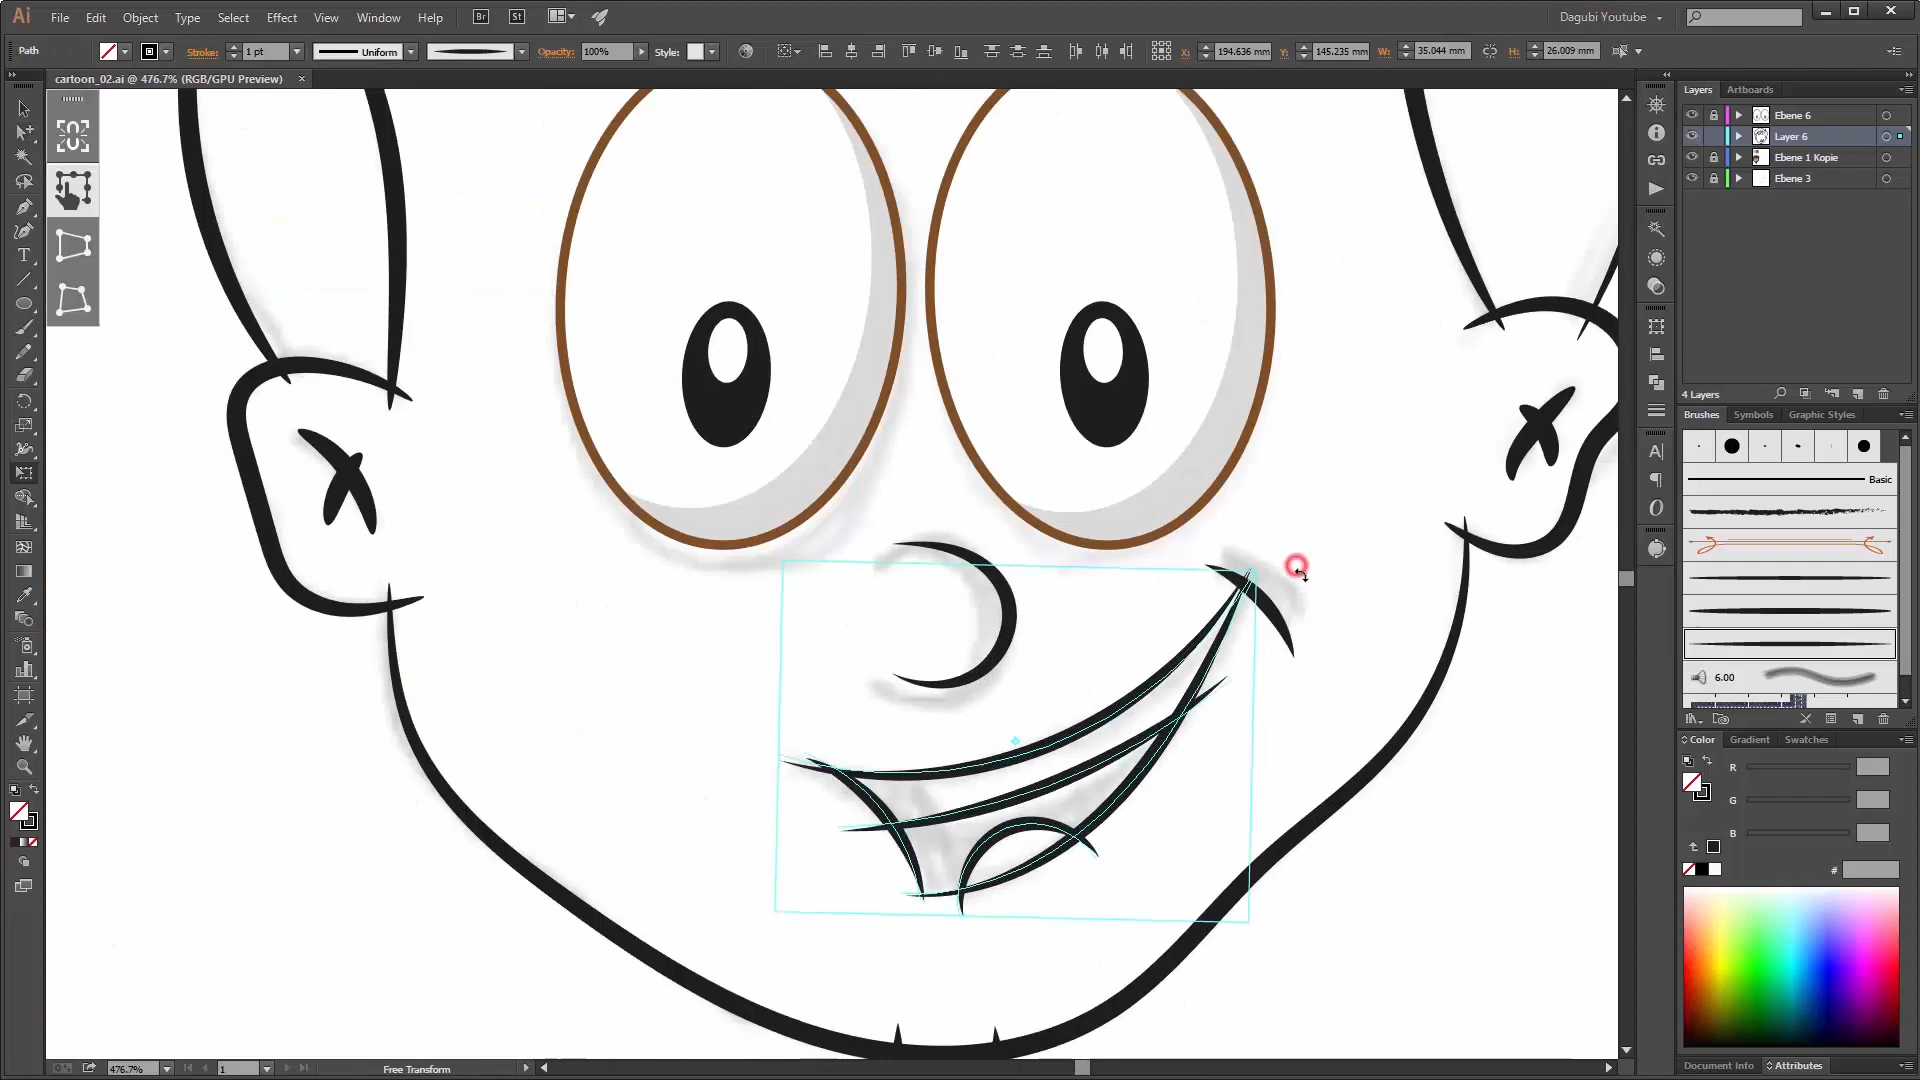 Ai File Edit Object Type Select Effect View Window Help Br St Dagubi Youtube
Path Stroke: 1 pt Uniform Opacity: 100% Style: X: 194.636 mm Y: 145.235 mm W: 35.044 mm H: 26.009 mm
cartoon_02.ai @ 476.7% (RGB/GPU Preview)
Layers Artboards
Ebene 6
Layer 6
Ebene 1 Kopie
Ebene 3
4 Layers
Brushes Symbols Graphic Styles
Basic
6.00
Color Gradient Swatches
R
G
B
#
476.7% 1 Free Transform
Document Info Attributes